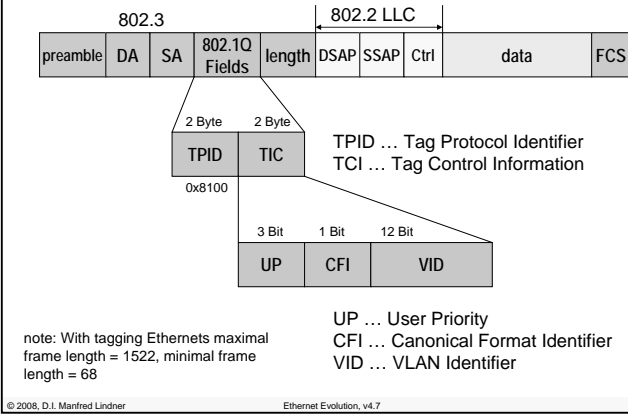 802.3
802.2 LLC
preamble DA SA 802.1Q Fields length DSAP SSAP Ctrl data FCS
2 Byte 2 Byte
TPID TIC
0x8100
TPID … Tag Protocol Identifier
TCI … Tag Control Information
3 Bit 1 Bit 12 Bit
UP CFI VID
UP … User Priority
CFI … Canonical Format Identifier
VID … VLAN Identifier
note: With tagging Ethernets maximal
frame length = 1522, minimal frame
length = 68
© 2008, D.I. Manfred Lindner Ethernet Evolution, v4.7